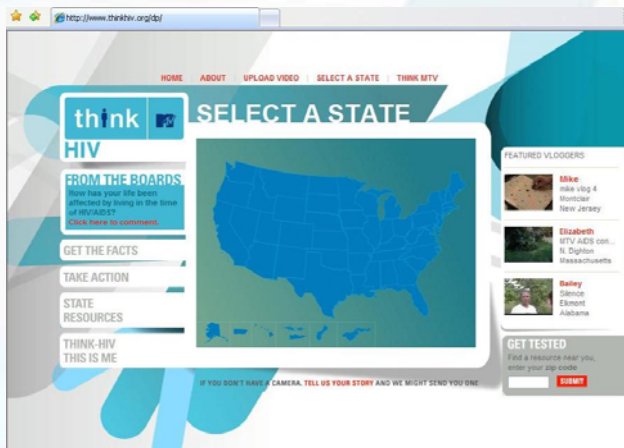 http://www.thinkhiv.org/dp/
HOME ABOUT UPLOAD VIDEO SELECT A STATE THINK MTV
think
HIV
SELECT A STATE
FROM THE BOARDS
How has your life been
affected by living in the time
of HIV/AIDS?
Click here to comment.
GET THE FACTS
TAKE ACTION
STATE
RESOURCES
THINK-HIV
THIS IS ME
FEATURED VLOGGERS
Mike
mike vlog 4
Montclair
New Jersey
Elizabeth
MTV AIDS con...
N. Dighton
Massachusetts
Bailey
Silence
Elkmont
Alabama
GET TESTED
Find a resource near you,
enter your zip code
SUBMIT
IF YOU DON'T HAVE A CAMERA, TELL US YOUR STORY AND WE MIGHT SEND YOU ONE